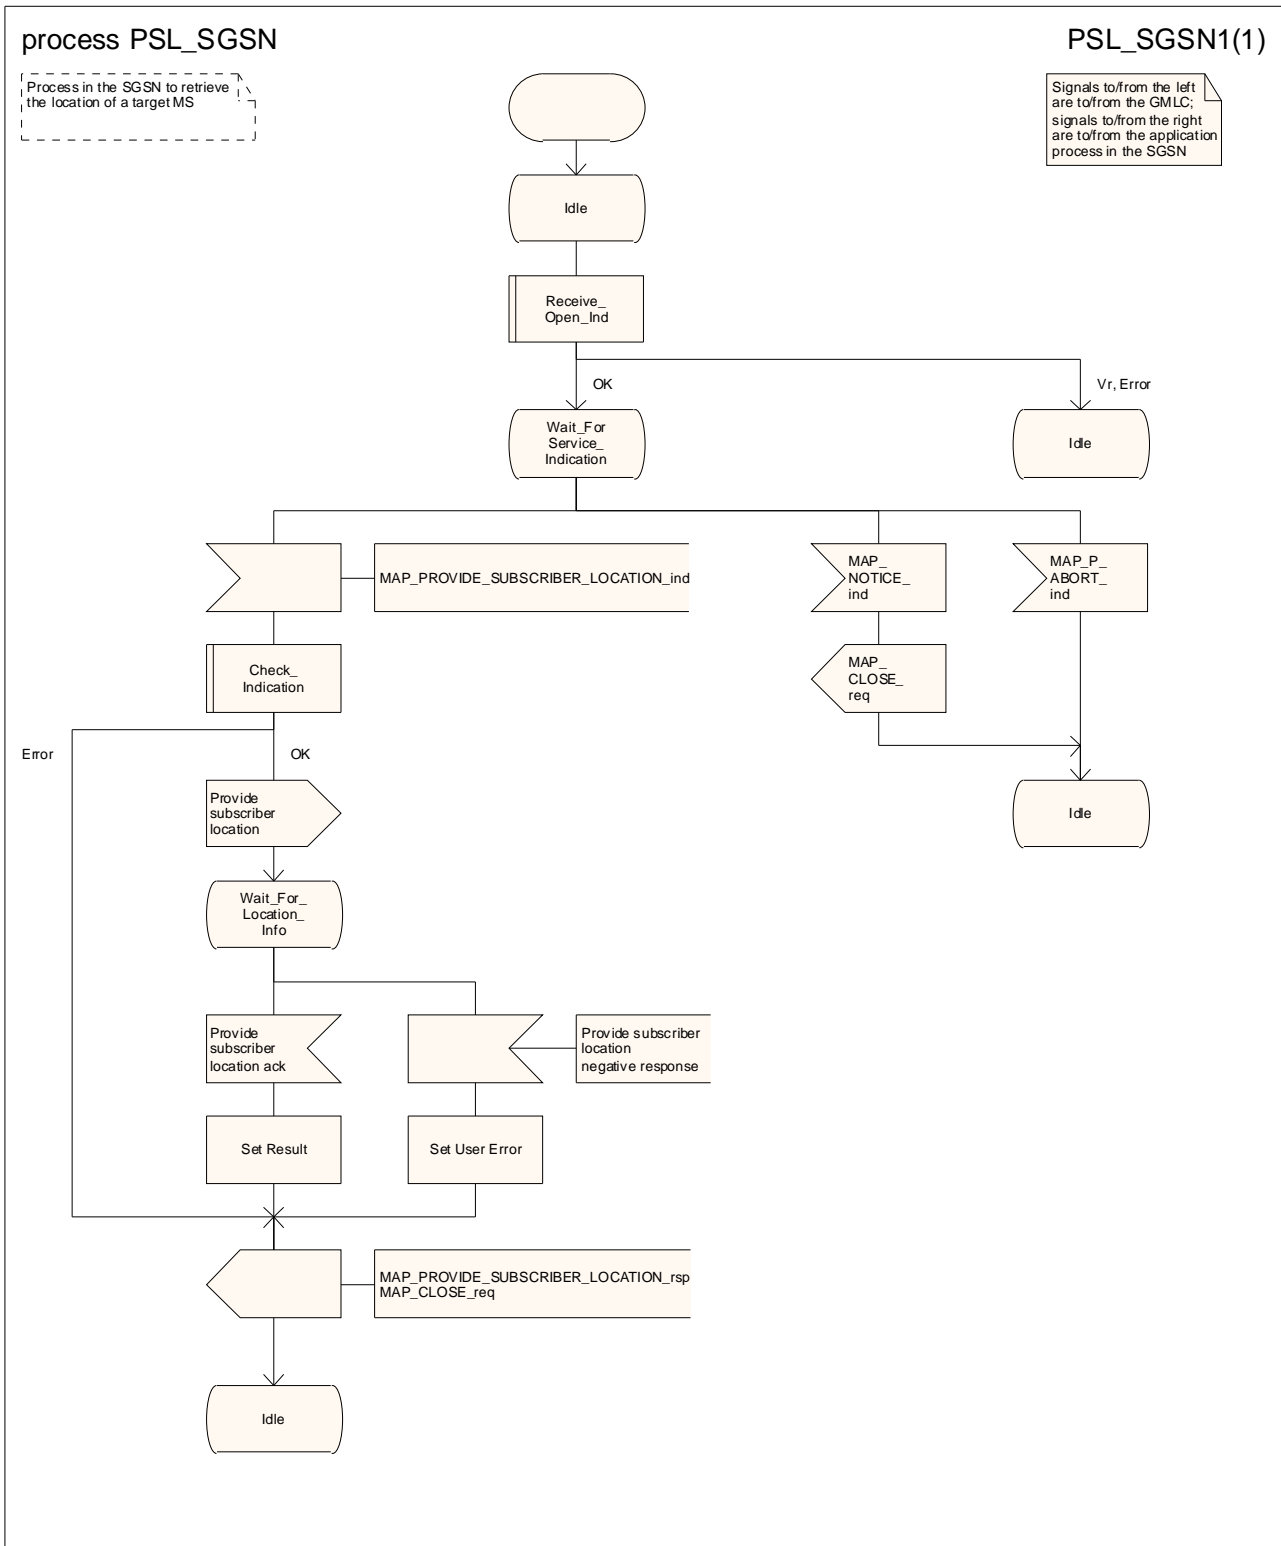 process PSL_SGSN
PSL_SGSN1(1)
Process in the SGSN to retrieve
the location of a target MS
Signals to/from the left
are to/from the GMLC;
signals to/from the right
are to/from the application
process in the SGSN
Idle
Receive_
Open_Ind
OK
Vr, Error
Wait_For
Service_
Indication
Idle
MAP_PROVIDE_SUBSCRIBER_LOCATION_ind
MAP_
NOTICE_
ind
MAP_P_
ABORT_
ind
Check_
Indication
MAP_
CLOSE_
req
Error
OK
Provide
subscriber
location
Idle
Wait_For_
Location_
Info
Provide
subscriber
location ack
Provide subscriber
location
negative response
Set Result
Set User Error
MAP_PROVIDE_SUBSCRIBER_LOCATION_rsp
MAP_CLOSE_req
Idle